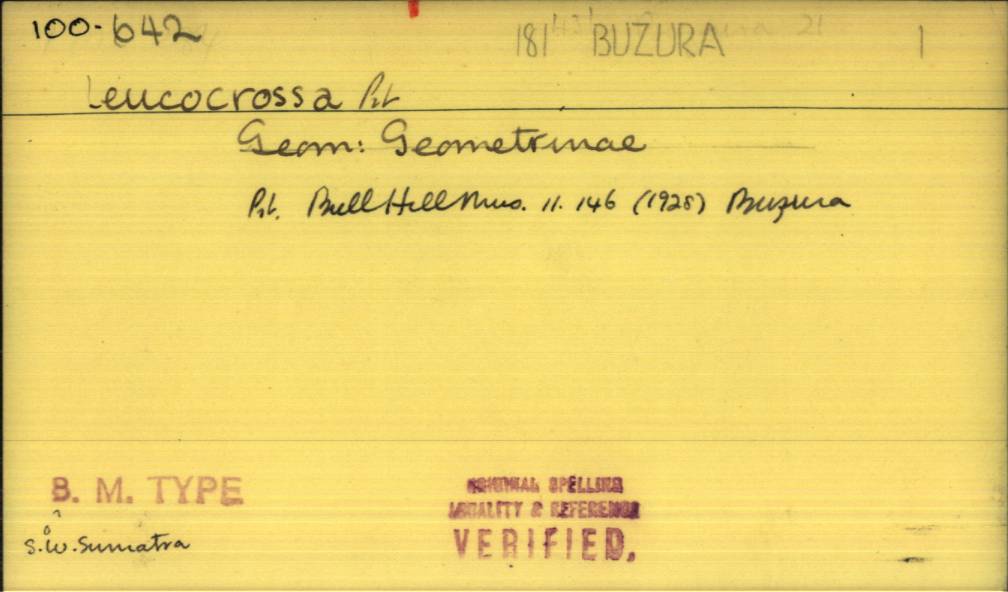 100-642 181 BUZURA 1
Leucocrossa Prt
Geom: Geometrinae
Prt. Bull Hill Mus. 11. 146 (1928) Buzura
B. M. TYPE
S.W. Sumatra
ORIGINAL SPELLING
LOCALITY & REFERENCE
VERIFIED.